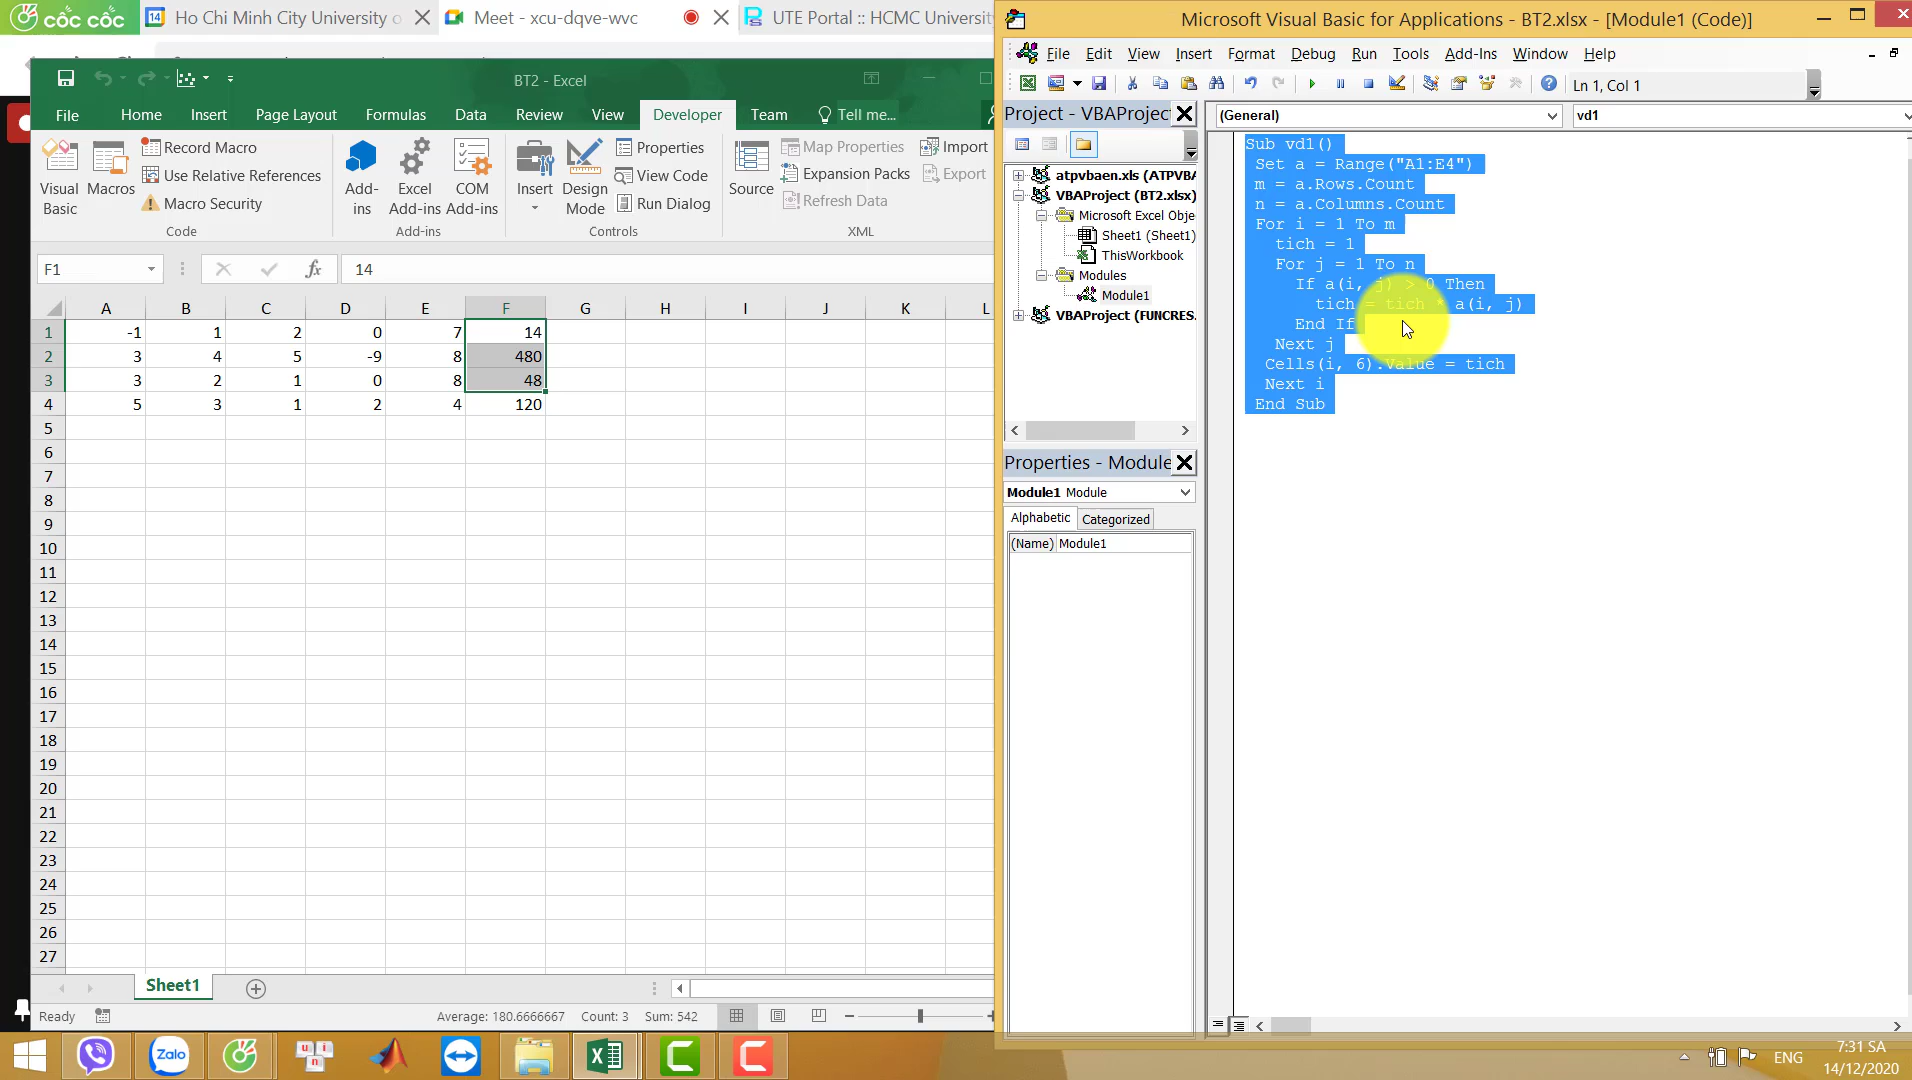 cốc cốc
Ho Chi Minh City University o
Meet - xcu-dqve-wvc
UTE Portal :: HCMC Universit
Microsoft Visual Basic for Applications - BT2.xlsx - [Module1 (Code)]
File Edit View Insert Format Debug Run Tools Add-Ins Window Help
Ln 1, Col 1
BT2 - Excel
File Home Insert Page Layout Formulas Data Review View Developer Team Tell me...
Visual Basic
Macros
Record Macro
Use Relative References
Macro Security
Code
Add-ins
Excel Add-ins
COM Add-ins
Add-ins
Insert
Design Mode
Properties
View Code
Run Dialog
Controls
Source
Map Properties
Expansion Packs
Refresh Data
Import
Export
XML
F1
fx
14
A B C D E F G H I J K L
1 -1 1 2 0 7 14
2 3 4 5 -9 8 480
3 3 2 1 0 8 48
4 5 3 1 2 4 120
5
6
7
8
9
10
11
12
13
14
15
16
17
18
19
20
21
22
23
24
25
26
27
Sheet1
Ready
Average: 180.6666667 Count: 3 Sum: 542
Project - VBAProject
atpvbaen.xls (ATPVBA
VBAProject (BT2.xlsx)
Microsoft Excel Obje
Sheet1 (Sheet1)
ThisWorkbook
Modules
Module1
VBAProject (FUNCRES.
Properties - Module
Module1 Module
Alphabetic Categorized
(Name) Module1
(General)
vd1
Sub vd1()
Set a = Range("A1:E4")
m = a.Rows.Count
n = a.Columns.Count
For i = 1 To m
tich = 1
For j = 1 To n
If a(i, j) > 0 Then
tich = tich * a(i, j)
End If
Next j
Cells(i, 6).Value = tich
Next i
End Sub
Zalo
uni
ENG
7:31 SA
14/12/2020